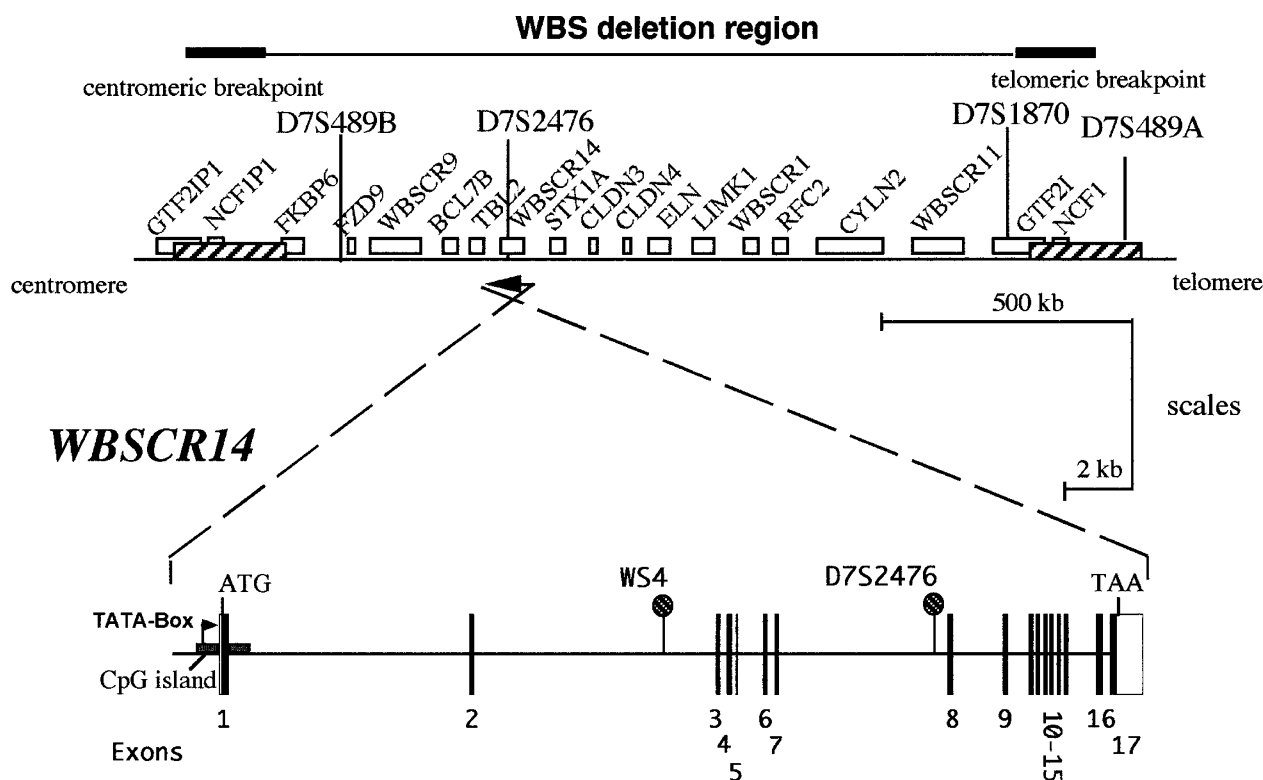 WBS deletion region
centromeric breakpoint
telomeric breakpoint
D7S489B
D7S2476
D7S1870
D7S489A
GTF2IP1
NCF1P1
FKBP6
FZD9
WBSCR9
BCL7B
TBL2
WBSCR14
STX1A
CLDN3
CLDN4
ELN
LIMK1
WBSCR1
RFC2
CYLN2
WBSCR11
GTF2I
NCF1
centromere
telomere
500 kb
scales
2 kb
WBSCR14
ATG
WS4
D7S2476
TAA
TATA-Box
CpG island
1
2
3
4
5
6
7
8
9
10-15
16
17
Exons